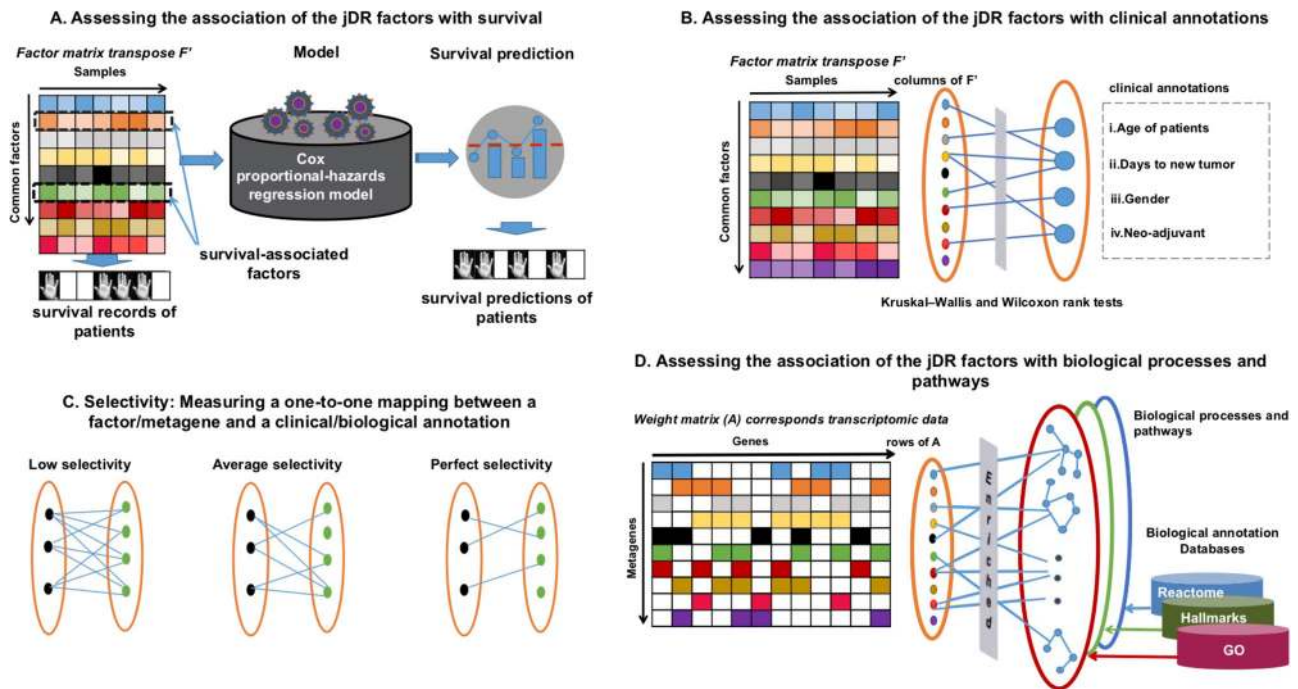 A. Assessing the association of the jDR factors with survival
Factor matrix transpose F'
Samples
Common factors
Model
Cox
proportional-hazards
regression model
Survival prediction
survival-associated
factors
survival records of
patients
survival predictions of
patients
B. Assessing the association of the jDR factors with clinical annotations
Factor matrix transpose F'
Samples
columns of F'
Common factors
clinical annotations
i.Age of patients
ii.Days to new tumor
iii.Gender
iv.Neo-adjuvant
Kruskal–Wallis and Wilcoxon rank tests
C. Selectivity: Measuring a one-to-one mapping between a
factor/metagene and a clinical/biological annotation
Low selectivity
Average selectivity
Perfect selectivity
D. Assessing the association of the jDR factors with biological processes and
pathways
Weight matrix (A) corresponds transcriptomic data
Genes
rows of A
Metagenes
Enriched
Biological processes and
pathways
Biological annotation
Databases
Reactome
Hallmarks
GO